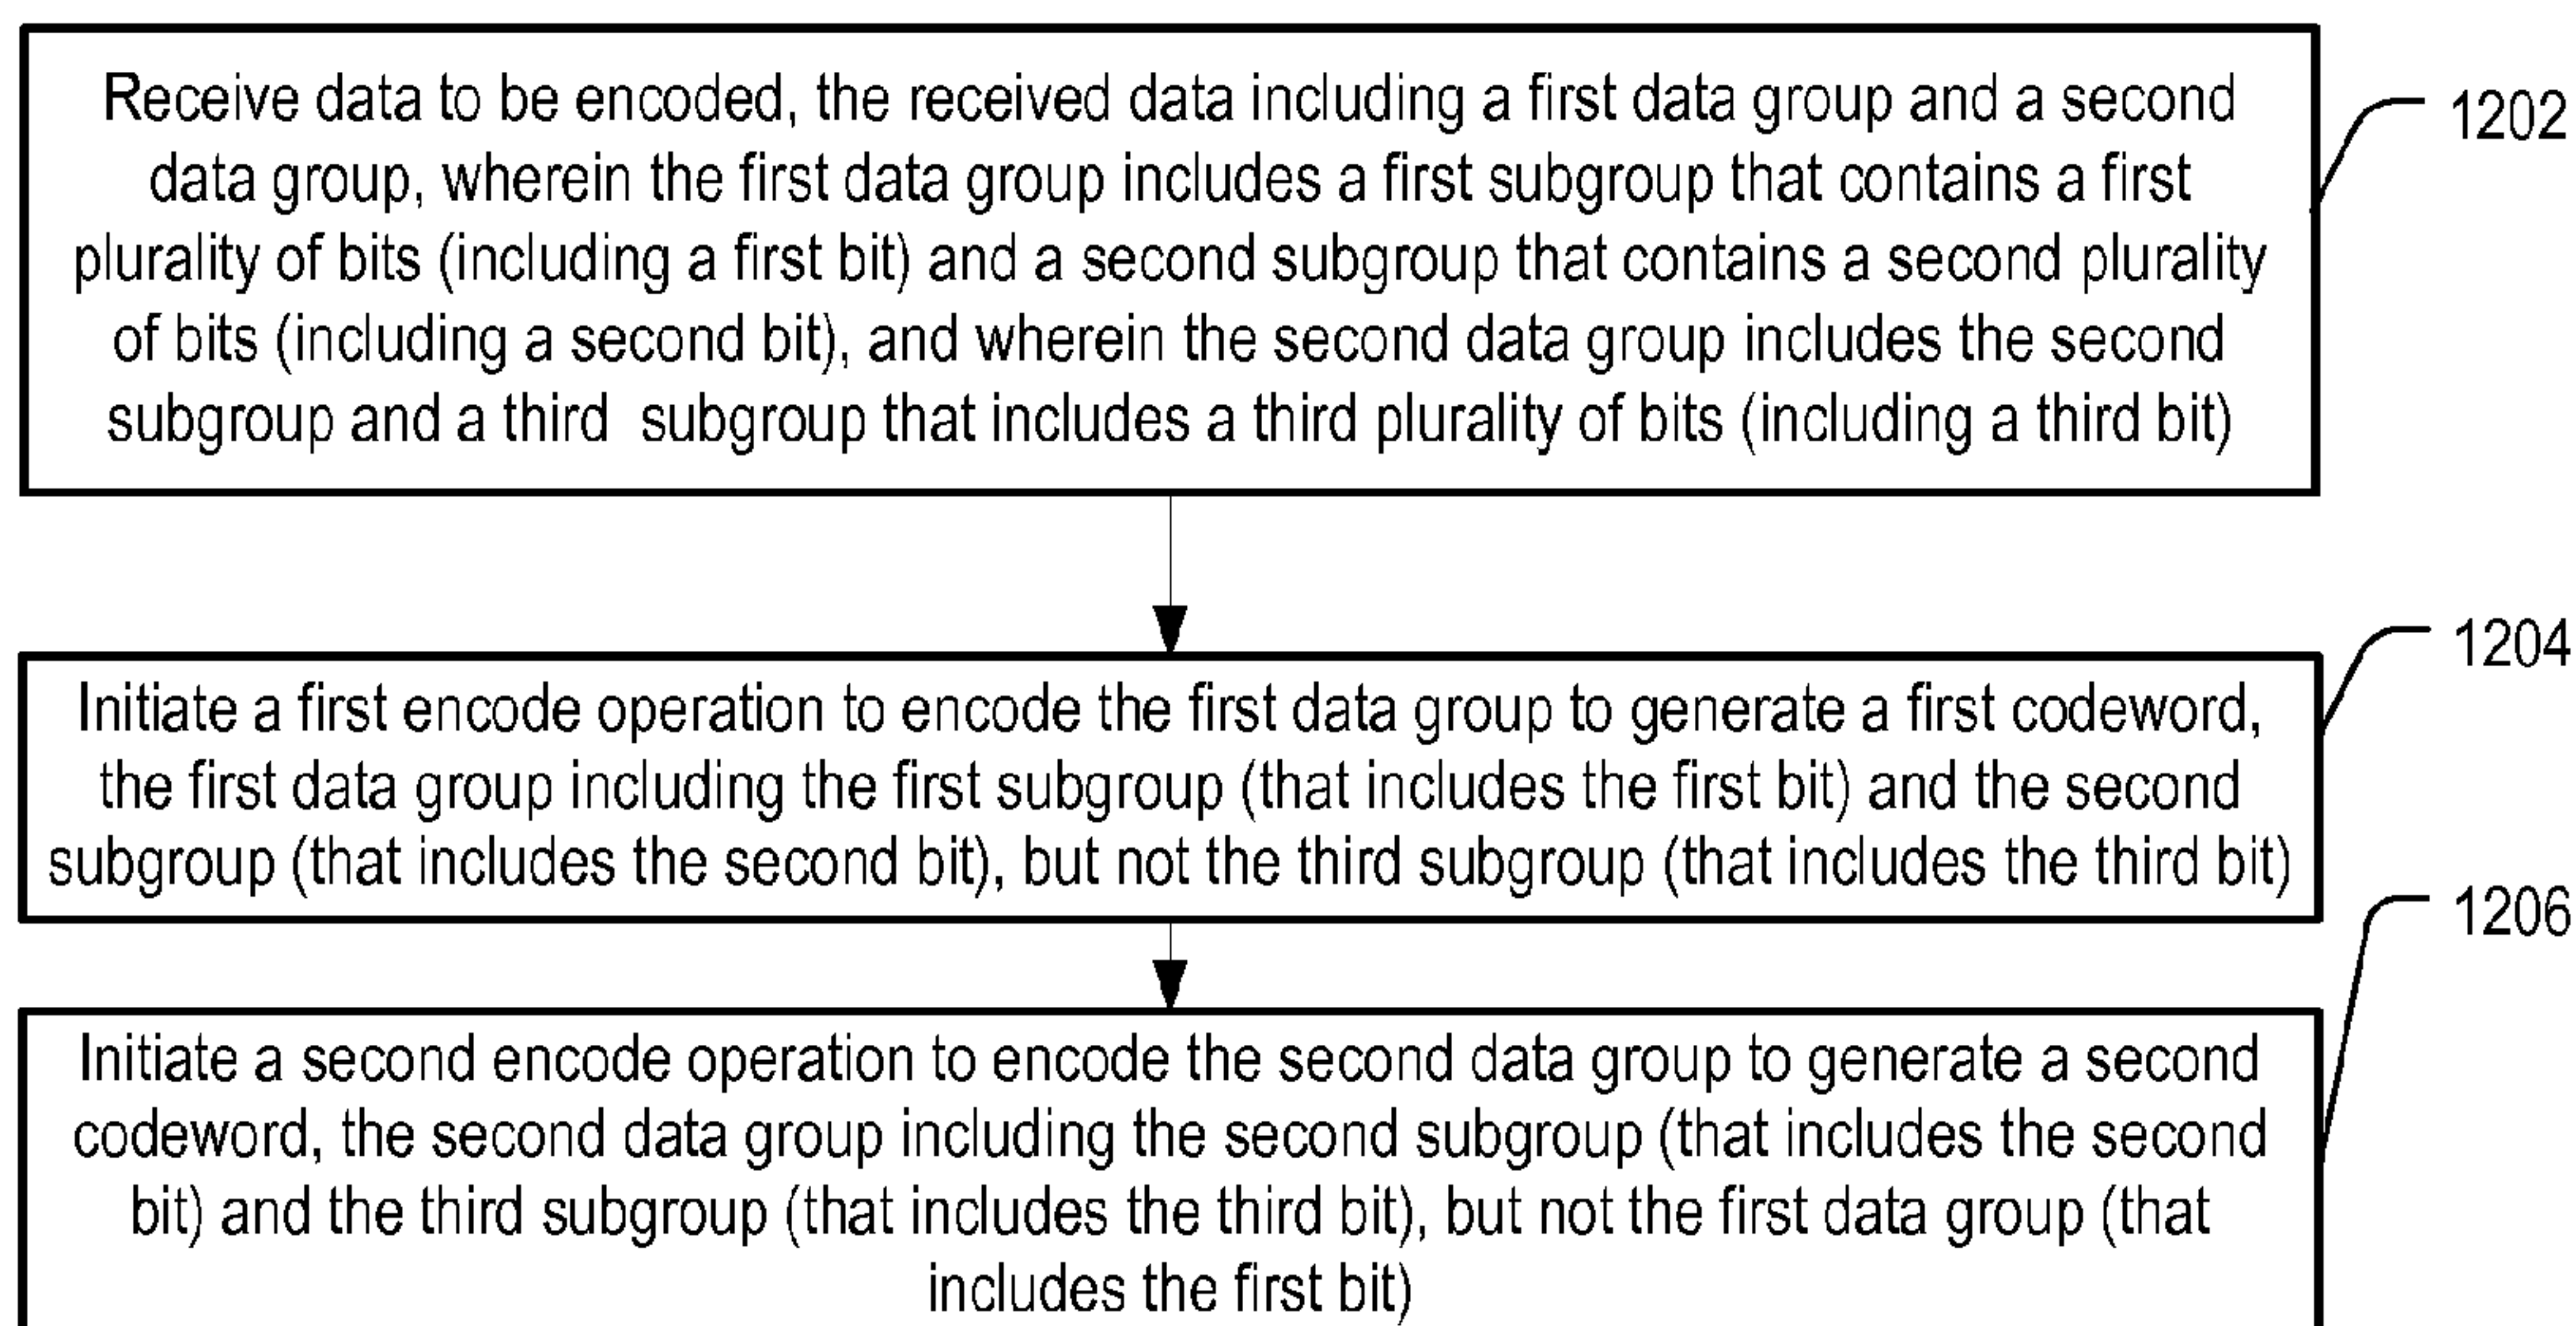 Receive data to be encoded, the received data including a first data group and a second
data group, wherein the first data group includes a first subgroup that contains a first
plurality of bits (including a first bit) and a second subgroup that contains a second plurality
of bits (including a second bit), and wherein the second data group includes the second
subgroup and a third subgroup that includes a third plurality of bits (including a third bit)
1202
Initiate a first encode operation to encode the first data group to generate a first codeword,
the first data group including the first subgroup (that includes the first bit) and the second
subgroup (that includes the second bit), but not the third subgroup (that includes the third bit)
1204
Initiate a second encode operation to encode the second data group to generate a second
codeword, the second data group including the second subgroup (that includes the second
bit) and the third subgroup (that includes the third bit), but not the first data group (that
includes the first bit)
1206